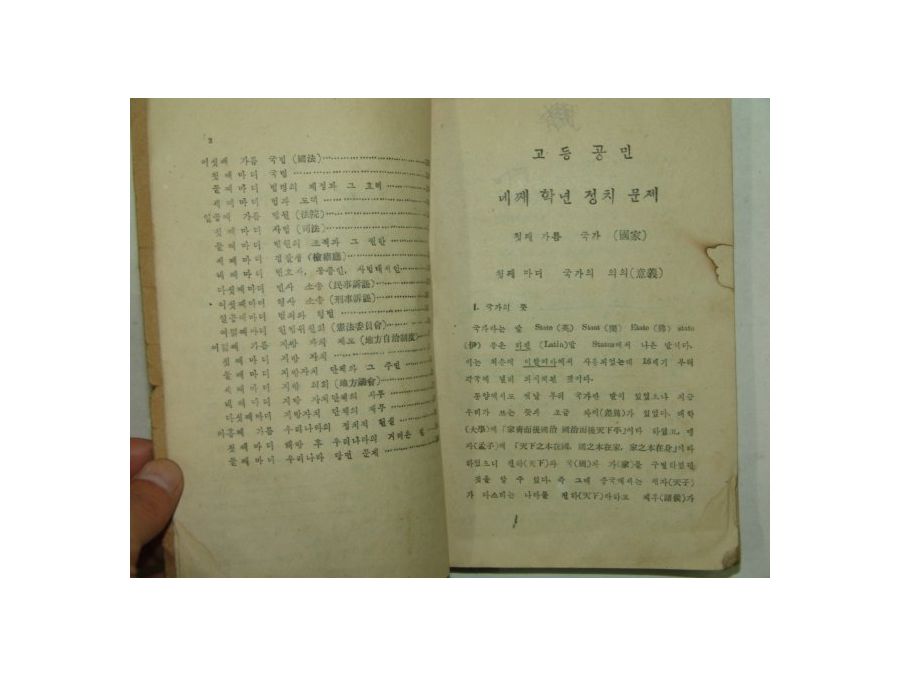 2
여섯째 가름 국법 (國法)
첫째마디 국법
둘째마디 법령의 제정과 그 효력
세째마디 법과 도덕
일곱째 가름 법원 (法院)
첫째마디 사법 (司法)
둘째마디 법원의 조직과 그 권한
세째마디 검찰청 (檢察廳)
네째마디 변호사, 공증인, 사법대서인
다섯째마디 민사 소송 (民事訴訟)
여섯째마디 형사 소송 (刑事訴訟)
일곱째마디 범죄와 형벌
여덟째마디 헌법위원회 (憲法委員會)
여덟째 가름 지방 자치 제도 (地方自治制度)
첫째마디 지방 자치
둘째마디 지방자치 단체와 그 주민
세째마디 지방 의회 (地方議會)
네째마디 지방 자치단체의 사무
다섯째마디 지방자치 단체의 재무
아홉째 가름 우리나라의 정치적 현실
첫째마디 해방 후 우리나라의 거러온 길
둘째마디 우리나라 당면 문제
고등 공민
네째 학년 정치 문제
첫째 가름 국가 (國家)
첫째 마디 국가의 의의(意義)
1. 국가의 뜻
국가라는 말 State (英) Staat (獨) Etate (佛) stato
(伊) 등은 라틴 (Latin)말 Status에서 나온 말이다.
이는 처음에 이탈리아에서 사용되었는데 16세기 부터
각국에 널리 퍼지게된 것이다.
동양에서도 옛날 부터 국가란 말이 있었으나 지금
우리가 쓰는 뜻과 조금 차이(差異)가 있었다. 대학
(大學)에「家齊而後國治 國治而後天下平」이라 하였고, 맹
자(孟子)에「天下之本在國, 國之本在家, 家之本在身」이라
하였으니 천하(天下)와 국(國)과 가(家)를 구별하였던
것을 알 수 있다. 즉 그때 중국에서는 천자(天子)
가 다스리는 나라를 천하(天下)라하고 제후(諸侯)가